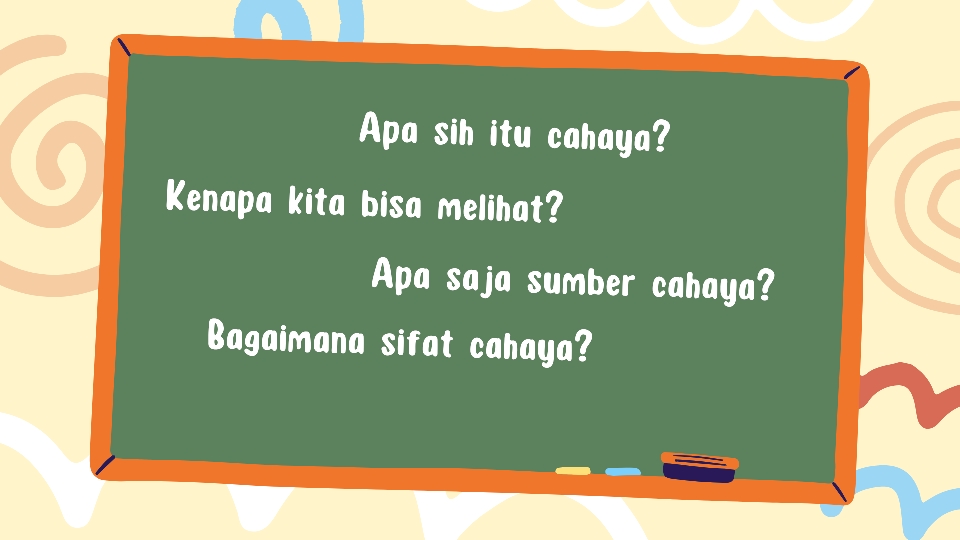 Apa sih itu cahaya?
Kenapa kita bisa melihat?
Apa saja sumber cahaya?
Bagaimana sifat cahaya?